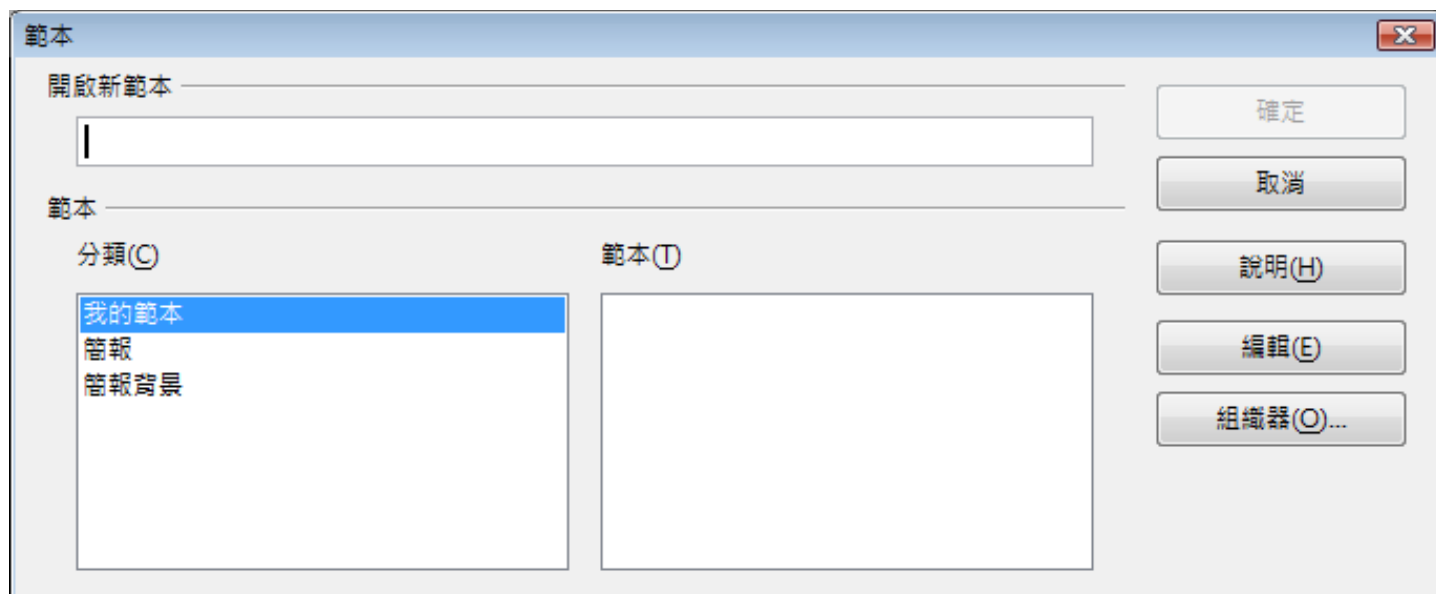 範本
開啟新範本
確定
取消
範本
分類(C)
範本(T)
說明(H)
我的範本
簡報
簡報背景
編輯(E)
組織器(O)...